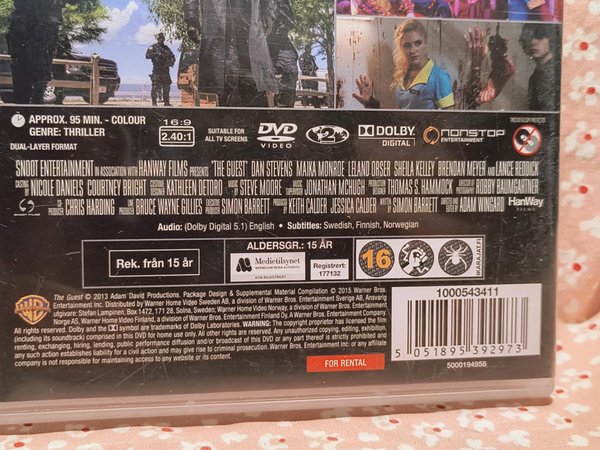 APPROX. 95 MIN. - COLOUR
GENRE: THRILLER
DUAL-LAYER FORMAT
16:9
2.40:1
SUITABLE FOR
ALL TV SCREENS
DVD
VIDEO
2
DOLBY
DIGITAL
NONSTOP
ENTERTAINMENT
THIS DISC IS COPY PROTECTED
SNOOT ENTERTAINMENT IN ASSOCIATION WITH HANWAY FILMS PRESENTS "THE GUEST" DAN STEVENS MAIKA MONROE LELAND ORSER SHEILA KELLEY BRENDAN MEYER AND LANCE REDDICK
CASTING NICOLE DANIELS COURTNEY BRIGHT COSTUME DESIGNER KATHLEEN DETORO MUSIC BY STEVE MOORE MUSIC SUPERVISOR JONATHAN MCHUGH PRODUCTION DESIGNER THOMAS S. HAMMOCK DIRECTOR OF PHOTOGRAPHY ROBBY BAUMGARTNER
CO-PRODUCER CHRIS HARDING LINE PRODUCER BRUCE WAYNE GILLIES EXECUTIVE PRODUCER SIMON BARRETT PRODUCED BY KEITH CALDER JESSICA CALDER WRITTEN BY SIMON BARRETT DIRECTED BY ADAM WINGARD
HanWay
FILMS
Audio: (Dolby Digital 5.1) English • Subtitles: Swedish, Finnish, Norwegian
Rek. från 15 år
ALDERSGR.: 15 ÅR
Medietilsynet
NORWEGIAN MEDIA AUTHORITY
Registrert:
177132
16
IKARAJAT.FI
The Guest © 2013 Adam David Productions. Package Design & Supplemental Material Compilation © 2015 Warner Bros.
Entertainment Inc. Distributed by Warner Home Video Sweden AB, a division of Warner Bros. Entertainment Sverige AB, Ansvarig
utgivare: Stefan Lampinen, Box 1472, 171 28, Solna, Sweden; Warner Home Video Norway, a division of Warner Bros. Entertainment
Norge AS, Warner Home Video Finland, a division of Warner Bros. Entertainment Finland Oy, A Warner Bros. Entertainment Company.
All rights reserved. Dolby and the DD symbol are trademarks of Dolby Laboratories. WARNING: The copyright proprietor has licensed the film
(including its soundtrack) comprised in this DVD for home use only. All other rights are reserved. Any unauthorized copying, editing, exhibition,
renting, exchanging, hiring, lending, public performance diffusion and/or broadcast of this DVD or any part thereof is strictly prohibited and
any such action establishes liability for a civil action and may give rise to criminal prosecution. Warner Bros. Entertainment Inc. or any affiliate
company is not responsible for maintaining access to any website or its content.
FOR RENTAL
1000543411
5 051895 392973
5000194958